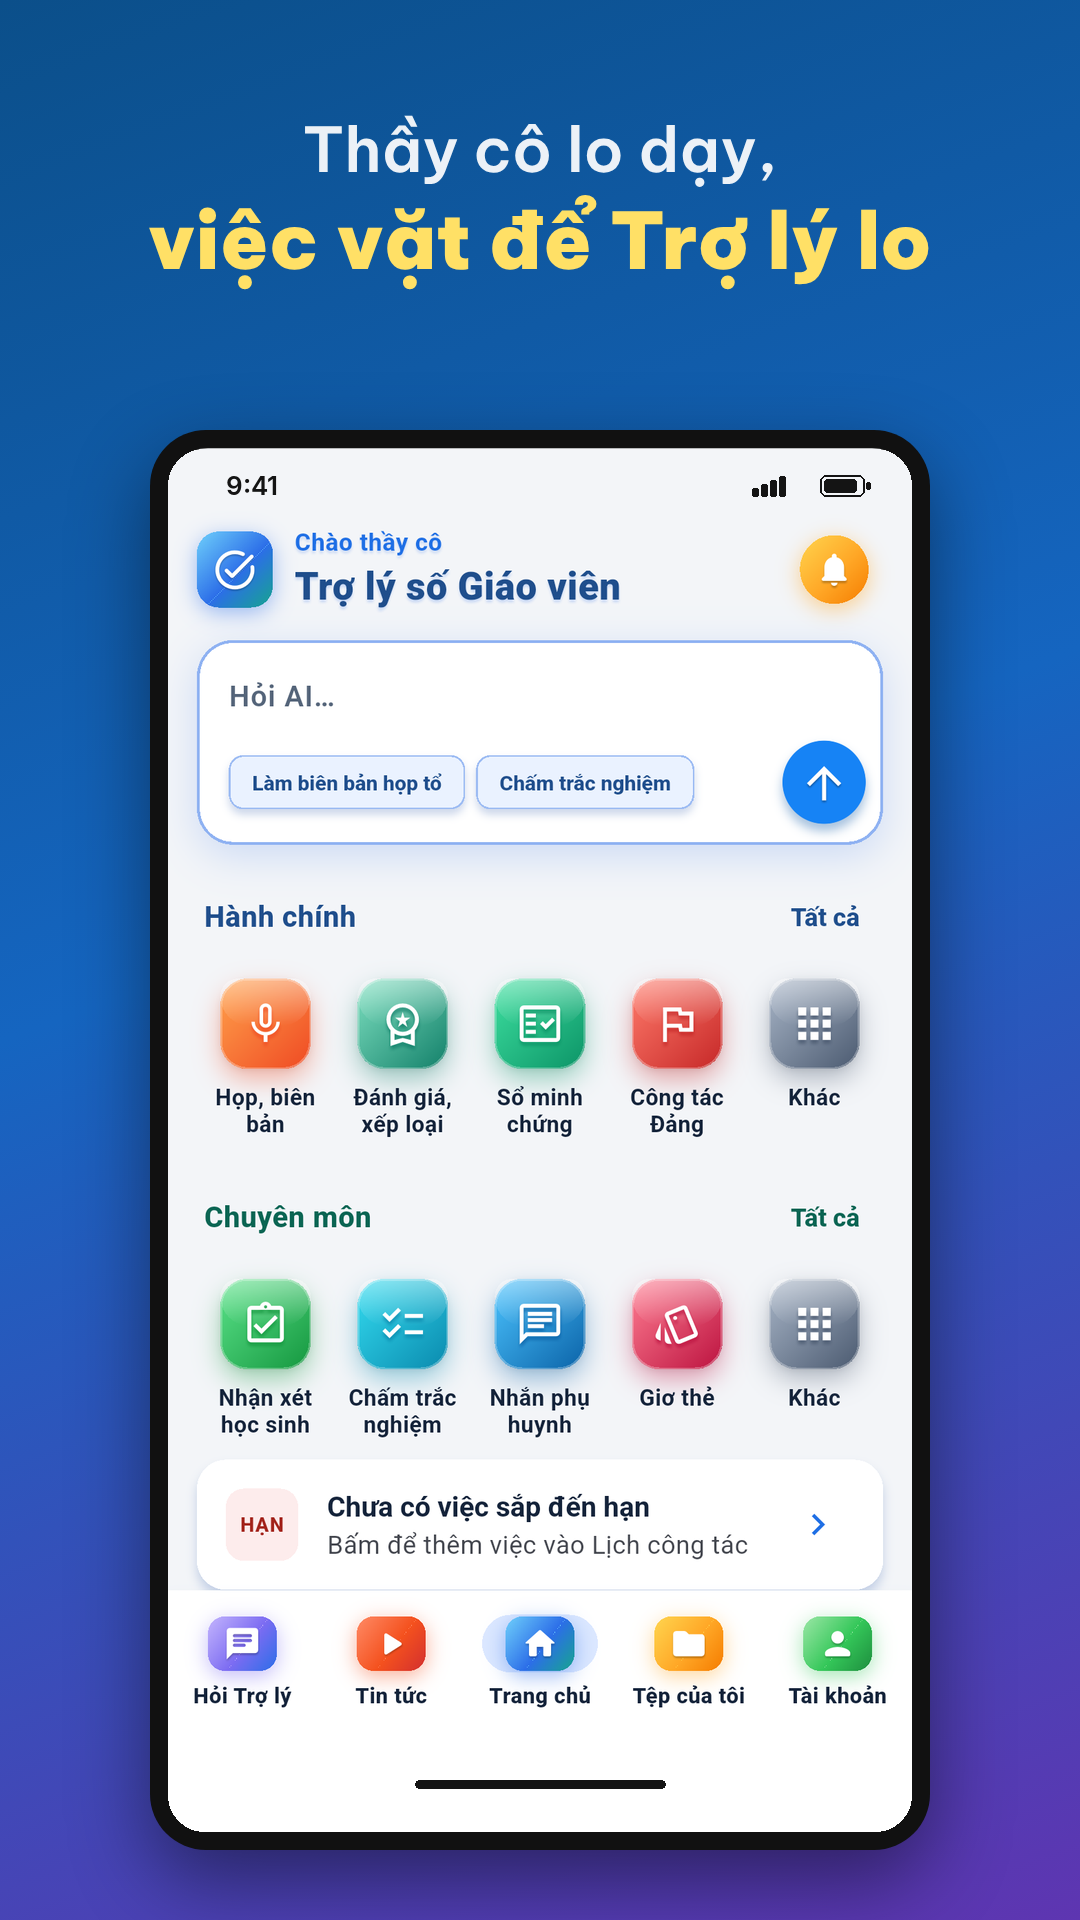 Thầy cô lo dạy,
việc vặt để Trợ lý lo
9:41
Chào thầy cô
Trợ lý số Giáo viên
Hỏi AI...
Làm biên bản họp tổ
Chấm trắc nghiệm
Hành chính
Tất cả
Họp, biên
bản
Đánh giá,
xếp loại
Sổ minh
chứng
Công tác
Đảng
Khác
Chuyên môn
Tất cả
Nhận xét
học sinh
Chấm trắc
nghiệm
Nhắn phụ
huynh
Giơ thẻ
Khác
HẠN
Chưa có việc sắp đến hạn
Bấm để thêm việc vào Lịch công tác
Hỏi Trợ lý
Tin tức
Trang chủ
Tệp của tôi
Tài khoản